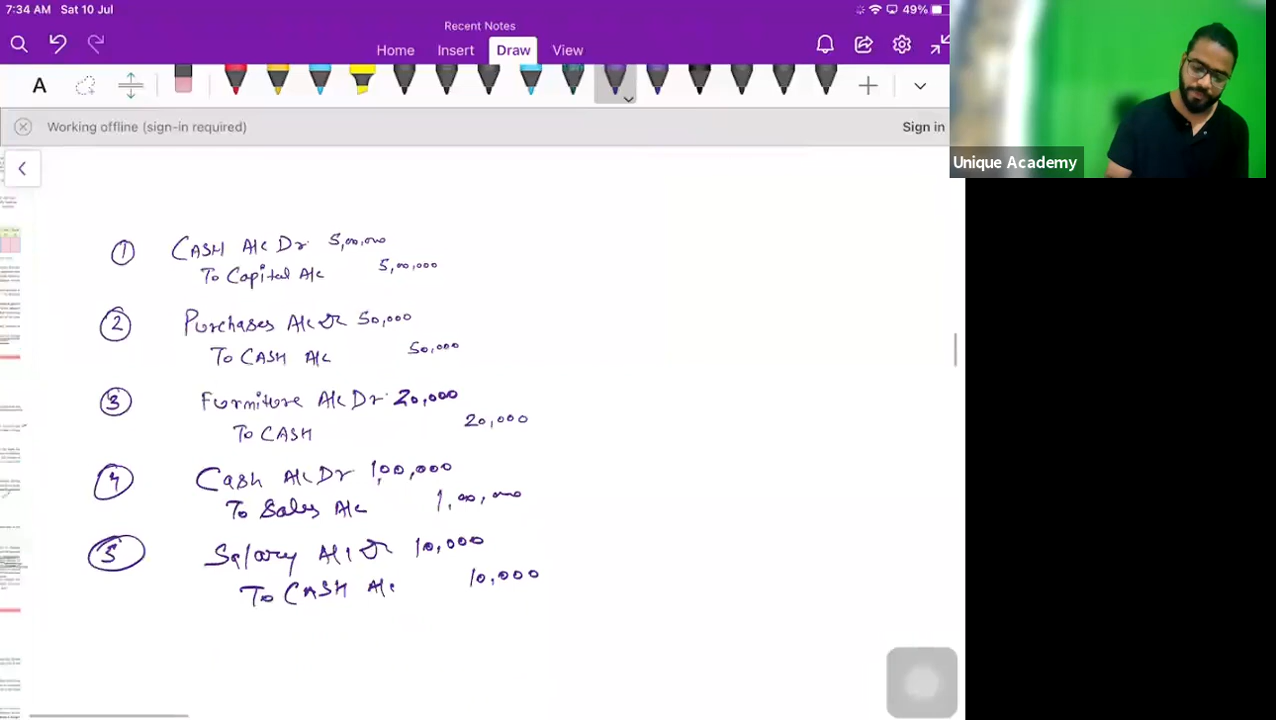 7:34 AM Sat 10 Jul
49%
Recent Notes
Home Insert Draw View
A
Working offline (sign-in required)
Sign in
Unique Academy
1 CASH A/c Dr 5,00,000
To Capital A/c 5,00,000
2 Purchases A/c Dr 50,000
To CASH A/c 50,000
3 Furniture A/c Dr 20,000
To CASH 20,000
4 Cash A/c Dr 1,00,000
To Sales A/c 1,00,000
5 Salary A/c Dr 10,000
To CASH A/c 10,000